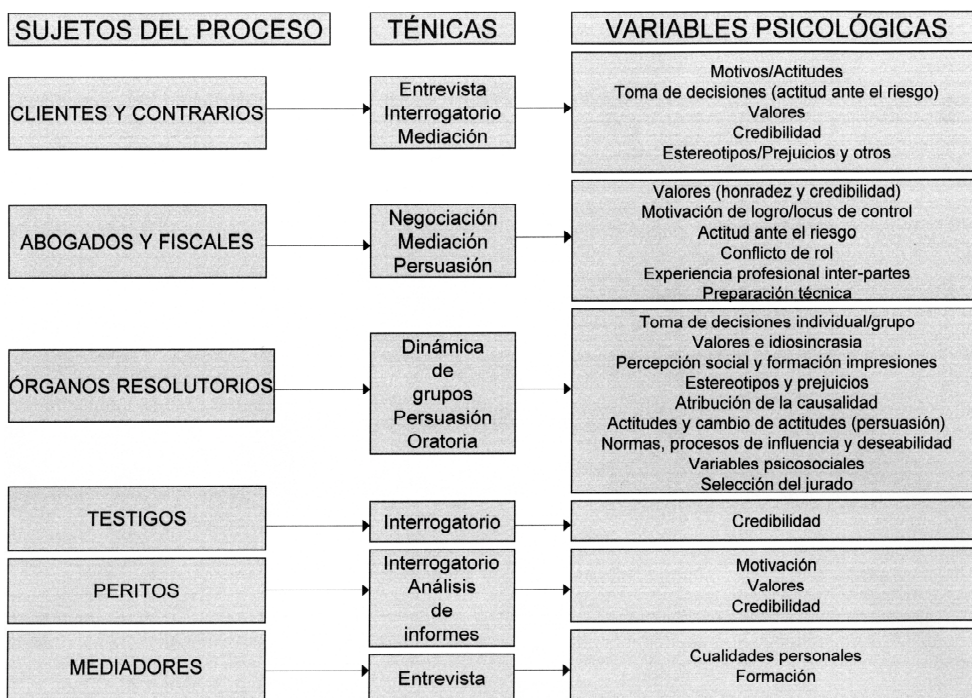 SUJETOS DEL PROCESO
TÉNICAS
VARIABLES PSICOLÓGICAS
CLIENTES Y CONTRARIOS
Entrevista
Interrogatorio
Mediación
Motivos/Actitudes
Toma de decisiones (actitud ante el riesgo)
Valores
Credibilidad
Estereotipos/Prejuicios y otros
ABOGADOS Y FISCALES
Negociación
Mediación
Persuasión
Valores (honradez y credibilidad)
Motivación de logro/locus de control
Actitud ante el riesgo
Conflicto de rol
Experiencia profesional inter-partes
Preparación técnica
ÓRGANOS RESOLUTORIOS
Dinámica
de
grupos
Persuasión
Oratoria
Toma de decisiones individual/grupo
Valores e idiosincrasia
Percepción social y formación impresiones
Estereotipos y prejuicios
Atribución de la causalidad
Actitudes y cambio de actitudes (persuasión)
Normas, procesos de influencia y deseabilidad
Variables psicosociales
Selección del jurado
TESTIGOS
Interrogatorio
Credibilidad
PERITOS
Interrogatorio
Análisis
de
informes
Motivación
Valores
Credibilidad
MEDIADORES
Entrevista
Cualidades personales
Formación